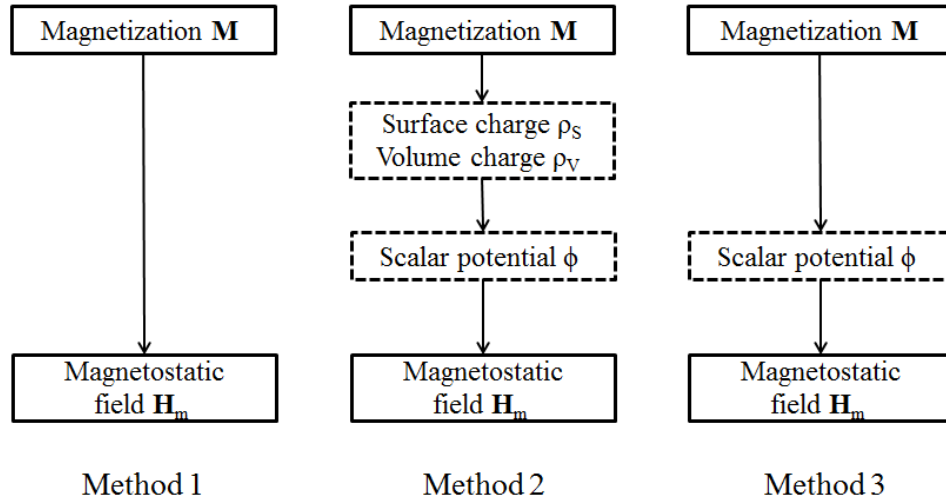 Magnetization M
Magnetostatic
field Hm
Method 1
Magnetization M
Surface charge ρS
Volume charge ρV
Scalar potential ϕ
Magnetostatic
field Hm
Method 2
Magnetization M
Scalar potential ϕ
Magnetostatic
field Hm
Method 3